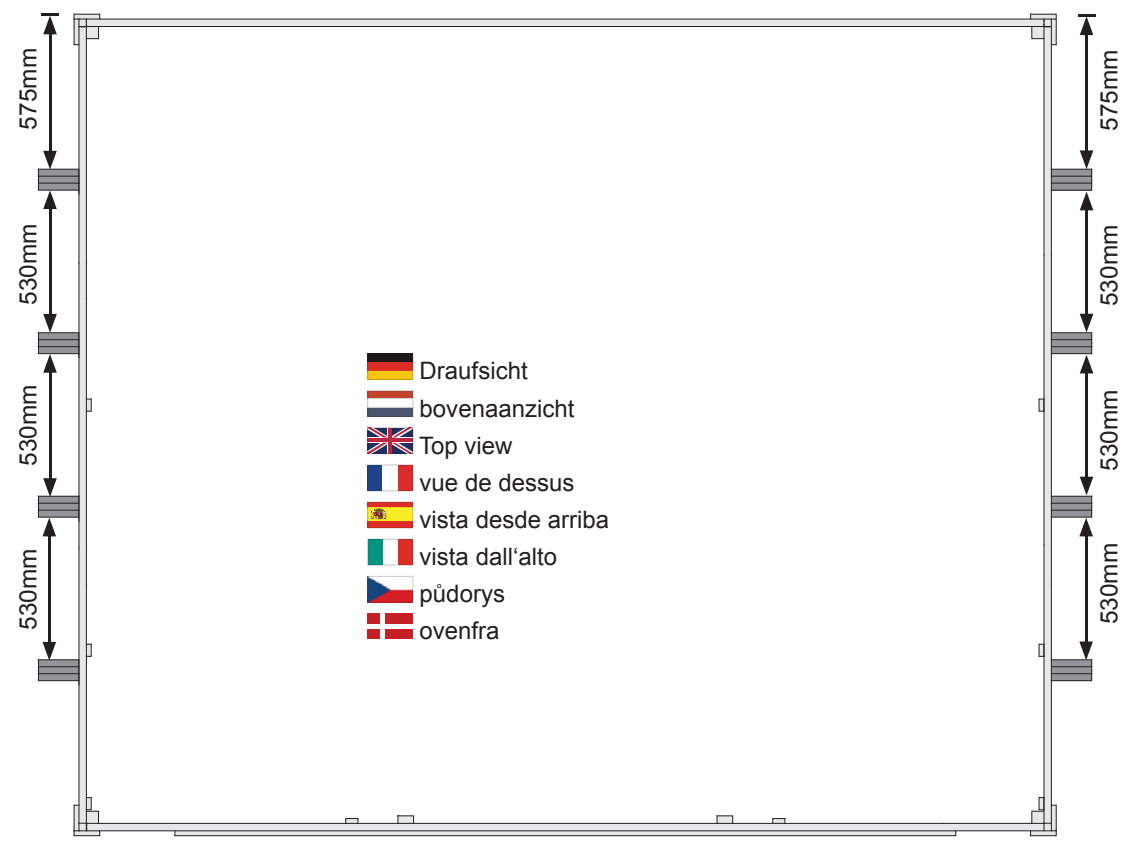 575mm
575mm
530mm
530mm
Draufsicht
bovenaanzicht
530mm
530mm
Top view
vue de dessus
vista desde arriba
vista dall‘alto
530mm
530mm
půdorys
ovenfra